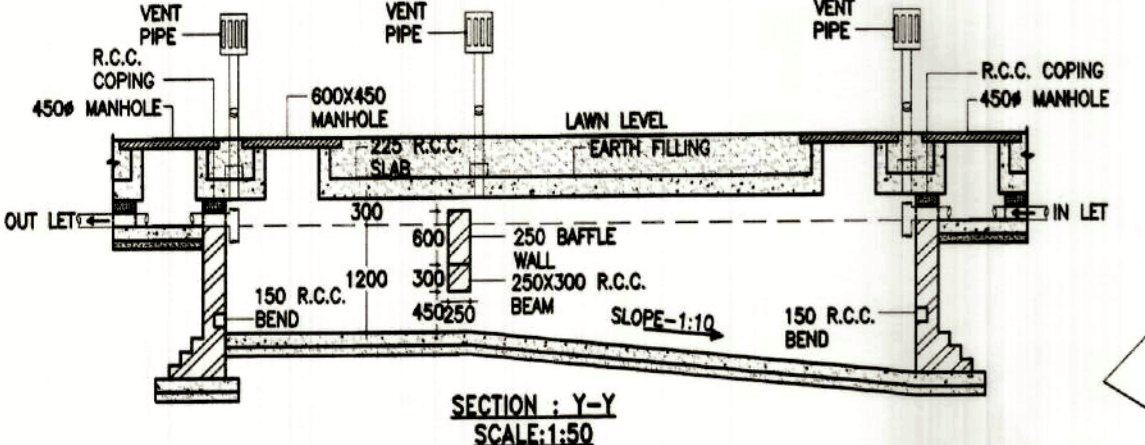 VENT
PIPE
VENT
PIPE
VENT
PIPE
R.C.C.
COPING
R.C.C. COPING
450ø MANHOLE
600X450
MANHOLE
450ø MANHOLE
LAWN LEVEL
225 R.C.C.
SLAB
EARTH FILLING
OUT LET
IN LET
300
600
250 BAFFLE
WALL
1200
300
250X300 R.C.C.
BEAM
450
250
150 R.C.C.
BEND
SLOPE-1:10
150 R.C.C.
BEND
SECTION : Y-Y
SCALE:1:50